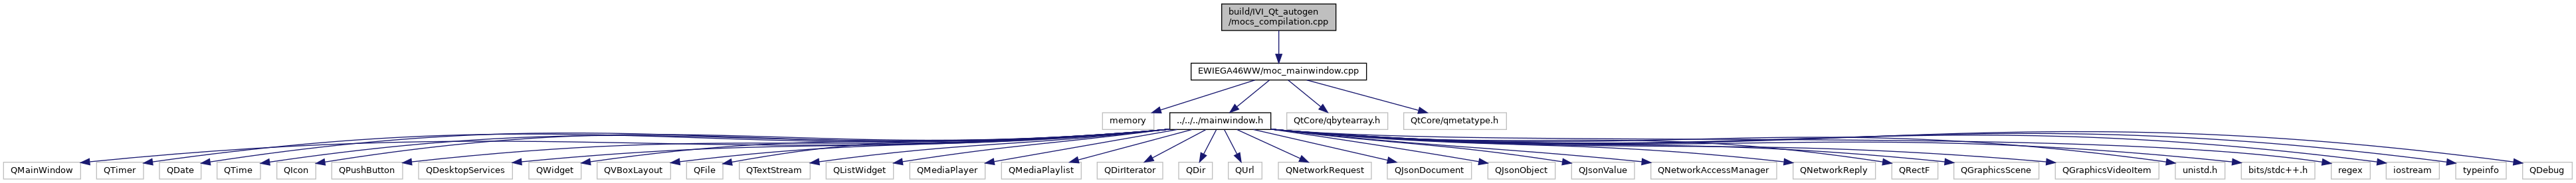 build/IVI_Qt_autogen
/mocs_compilation.cpp
EWIEGA46WW/moc_mainwindow.cpp
memory
../../../mainwindow.h
QtCore/qbytearray.h
QtCore/qmetatype.h
QMainWindow
QTimer
QDate
QTime
QIcon
QPushButton
QDesktopServices
QWidget
QVBoxLayout
QFile
QTextStream
QListWidget
QMediaPlayer
QMediaPlaylist
QDirIterator
QDir
QUrl
QNetworkRequest
QJsonDocument
QJsonObject
QJsonValue
QNetworkAccessManager
QNetworkReply
QRectF
QGraphicsScene
QGraphicsVideoItem
unistd.h
bits/stdc++.h
regex
iostream
typeinfo
QDebug